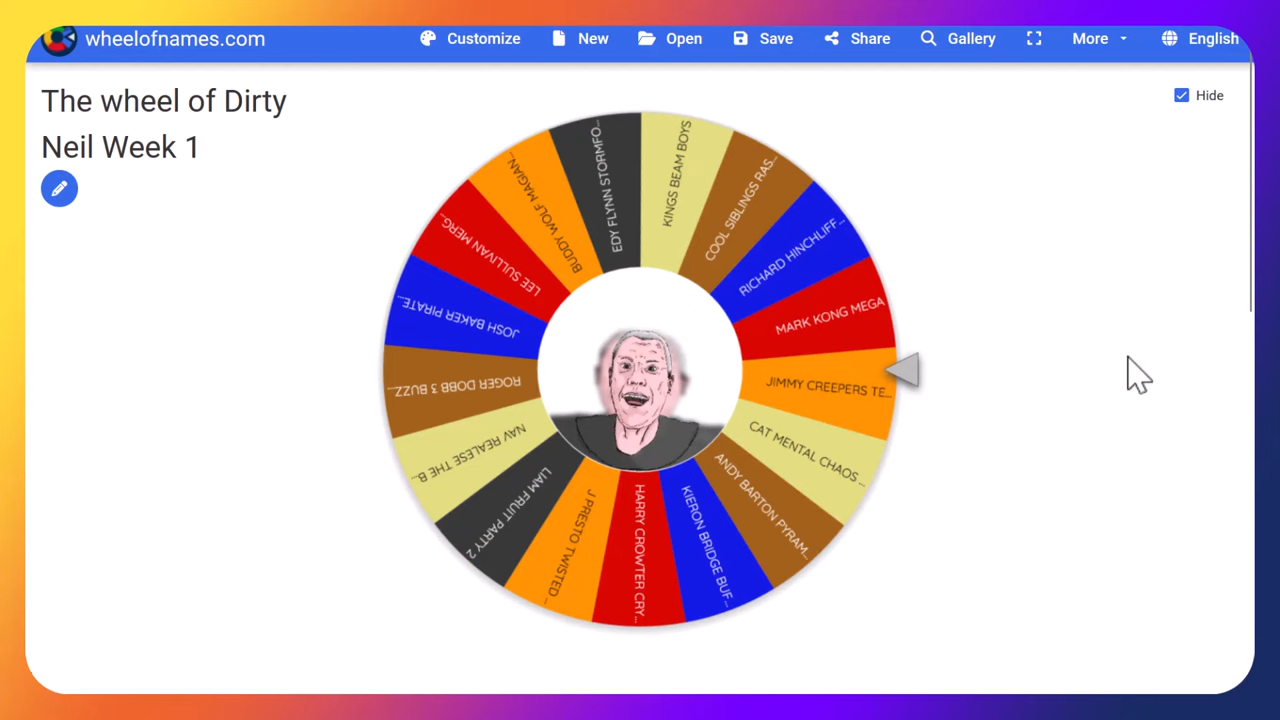 wheelofnames.com
Customize
New
Open
Save
Share
Gallery
More
English
The wheel of Dirty
Neil Week 1
Hide
KINGS BEAM BOYS
COOL SIBLINGS RAS...
RICHARD HINCHLIFF...
MARK KONG MEGA
JIMMY CREEPERS TE...
CAT MENTAL CHAOS ...
ANDY BARTON PYRAM...
KIERON BRIDGE BUF...
HARRY CROWTER CRY...
J PRESTO TWISTED...
LIAM FRUIT PARTY 2
NAV REALESE THE B...
ROGER DOBB 3 BUZZ...
JOSH BAKER PIRATE...
LEE SULLIVAN MERG...
BUDDY WOLF MAGIAN...
EDY FLYNN STORMFO...